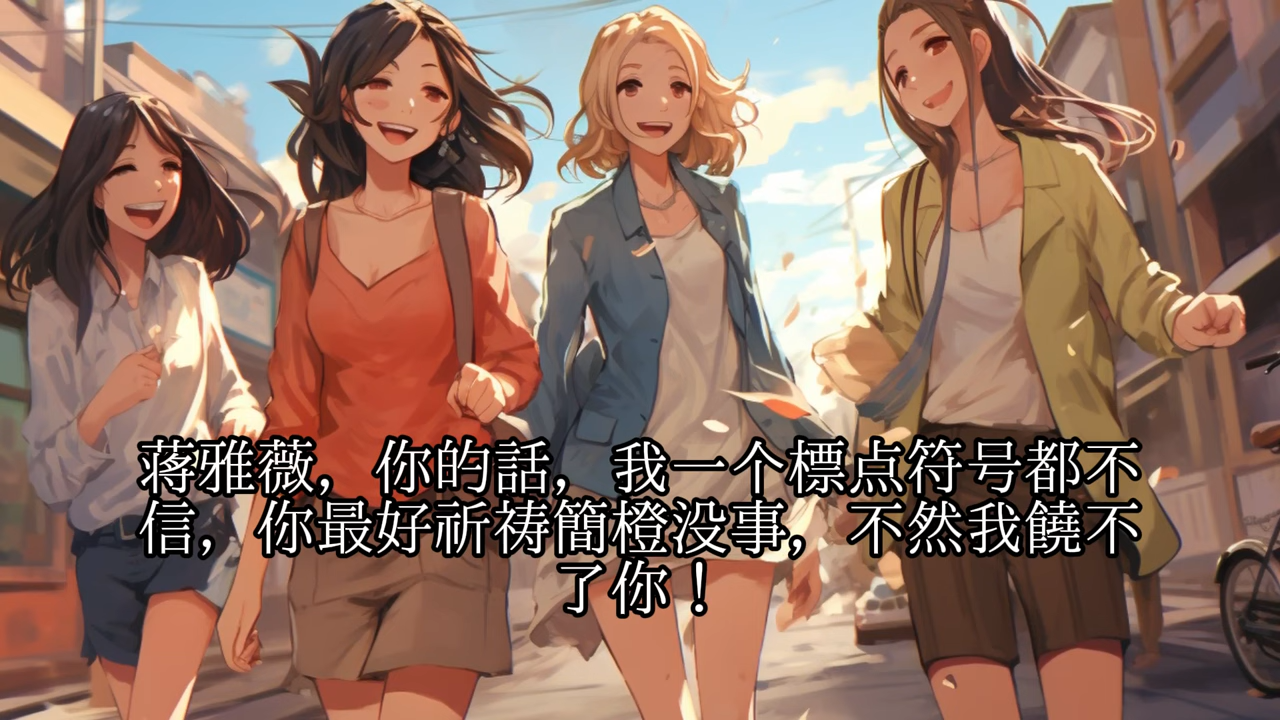 蒋雅薇，你的話，我一个標点符号都不
信，你最好祈祷簡橙没事，不然我饒不
了你！